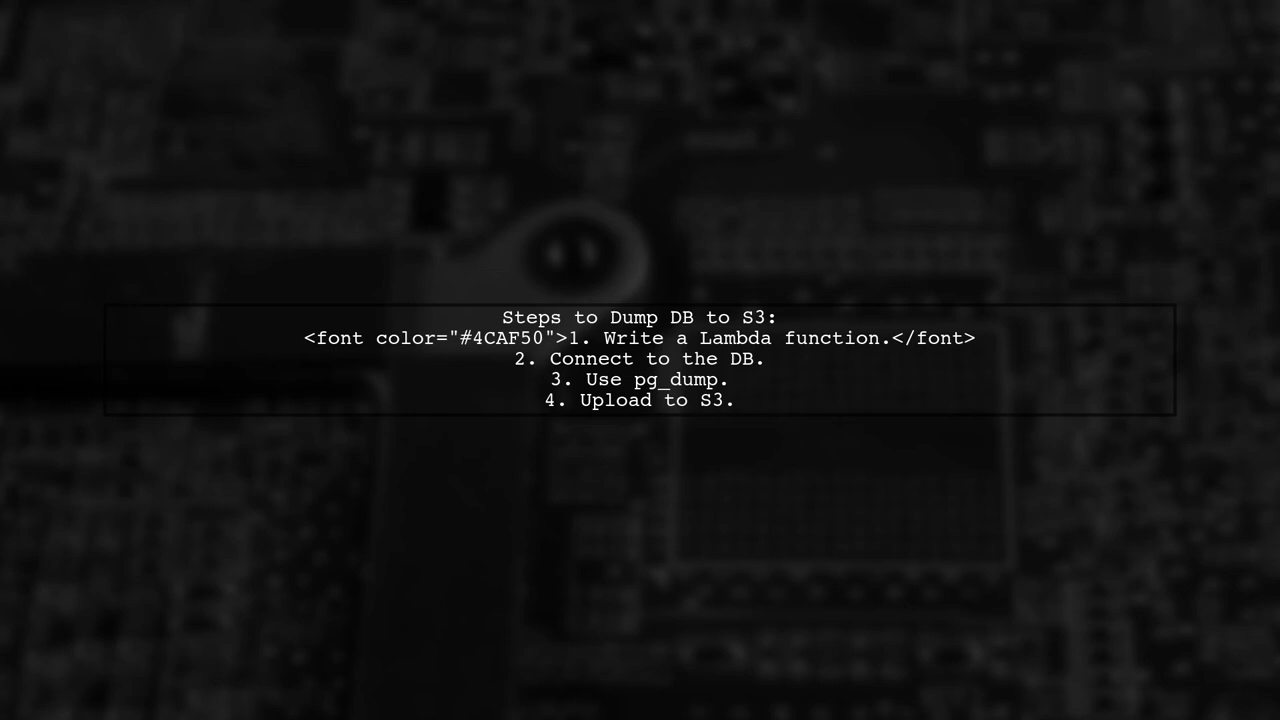 Steps to Dump DB to S3:
<font color="#4CAF50">1. Write a Lambda function.</font>
2. Connect to the DB.
3. Use pg_dump.
4. Upload to S3.